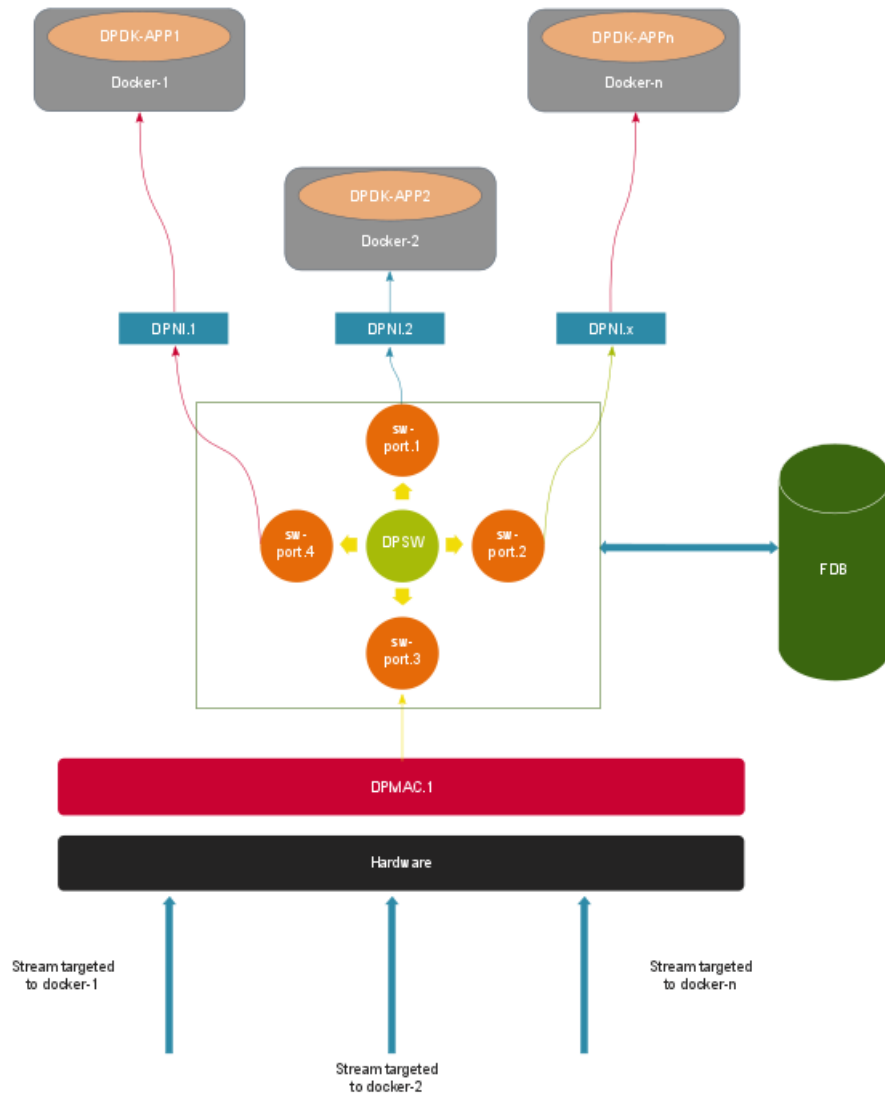 DPDK-APP1
Docker-1
DPDK-APPn
Docker-n
DPDK-APP2
Docker-2
DPNI.1
DPNI.2
DPNI.x
sw-
port.1
sw-
port.4
DPSW
sw-
port.2
sw-
port.3
FDB
DPMAC.1
Hardware
Stream targeted
to docker-1
Stream targeted
to docker-n
Stream targeted
to docker-2